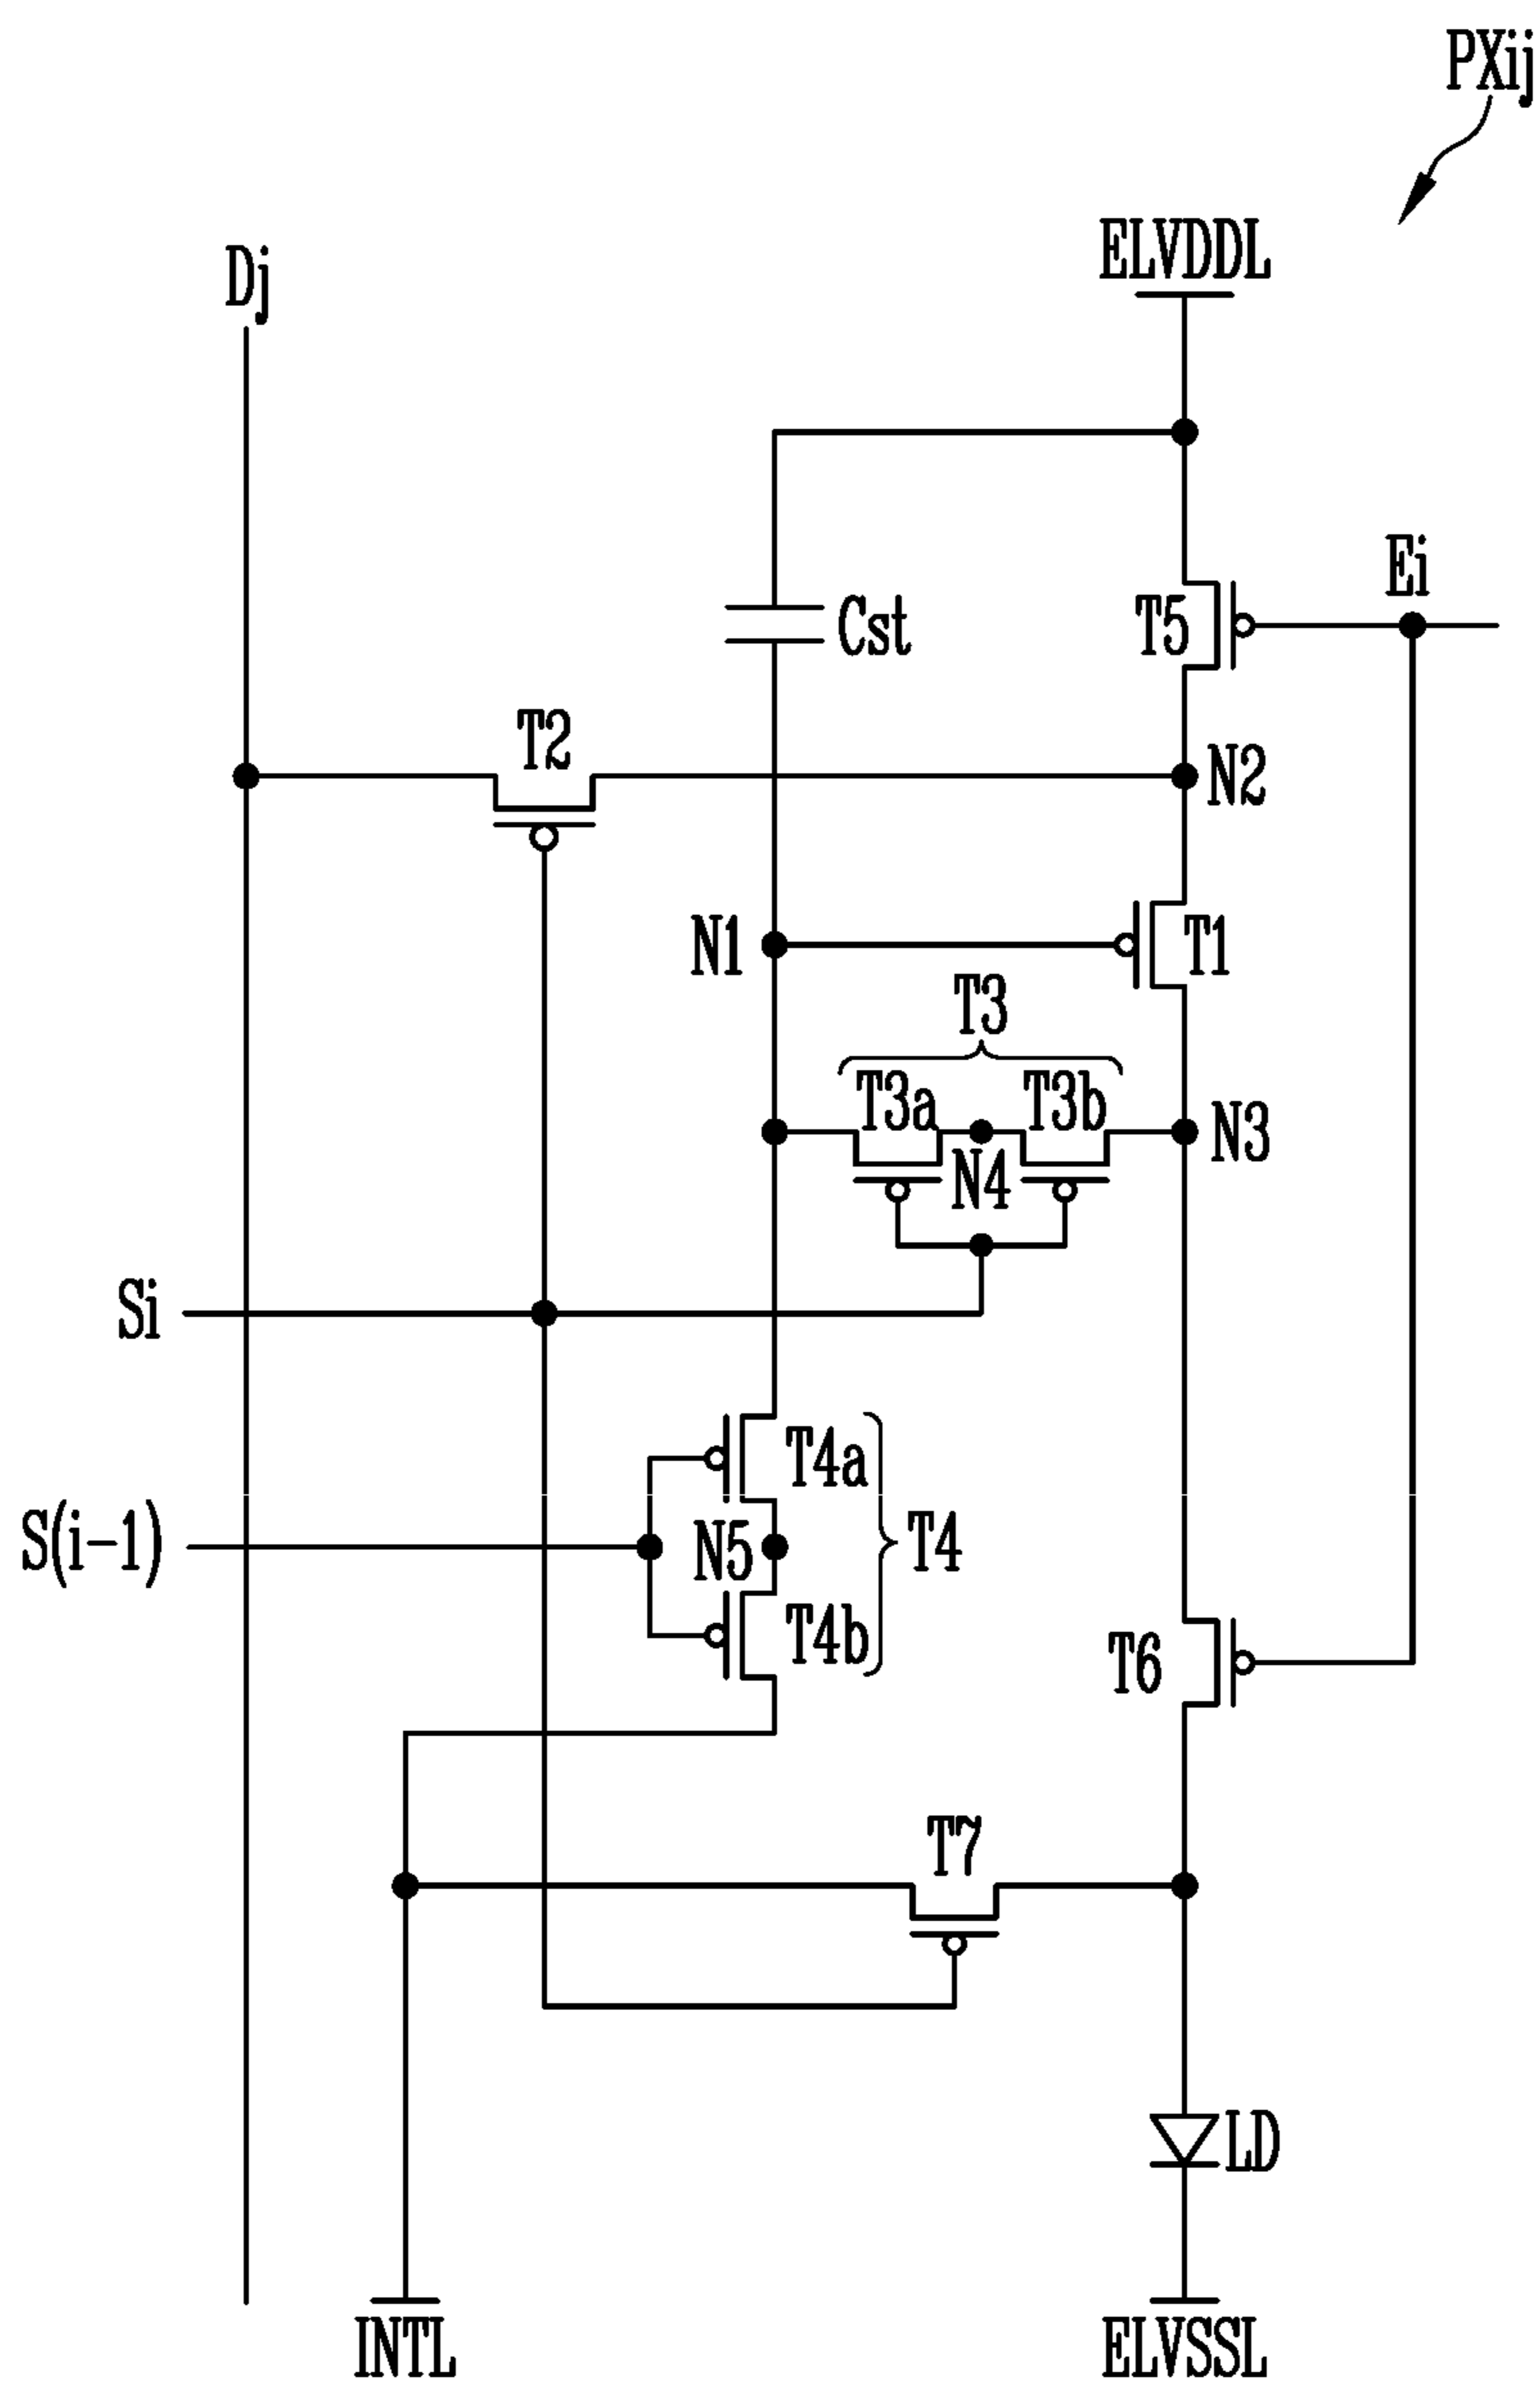 PXij
ELVDDL
Dj
Ei
Cst
T5
T2
N2
N1
T1
T3
T3a
T3b
N3
N4
Si
T4a
S(i-1)
N5
T4
T4b
T6
T7
LD
INTL
ELVSSL